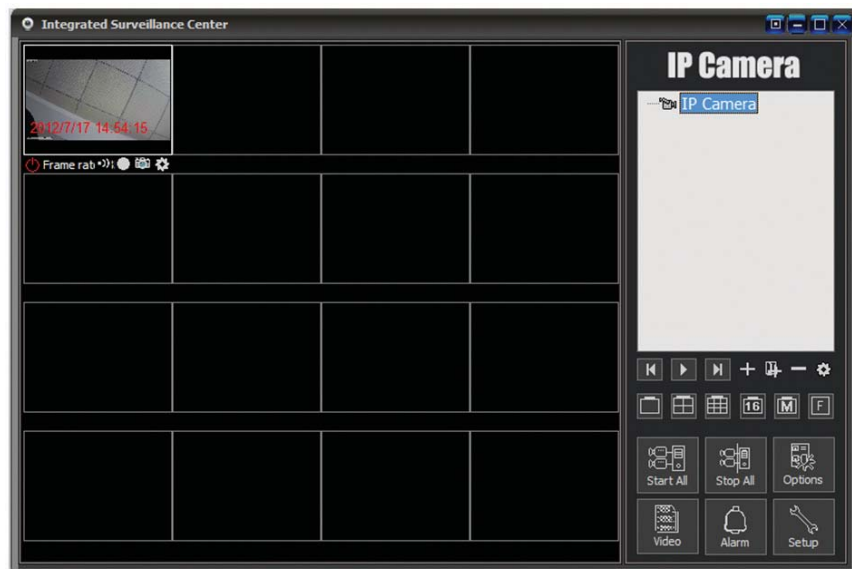 Integrated Surveillance Center
2012/7/17 14:54:15
Frame rat
IP Camera
IP Camera
16 M F
Start All Stop All Options
Video Alarm Setup